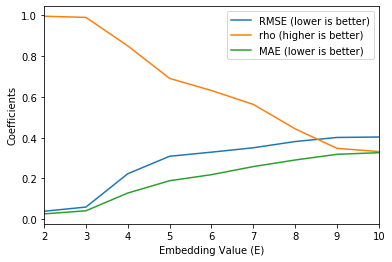 RMSE (lower is better)
rho (higher is better)
MAE (lower is better)
1.0
0.8
0.6
0.4
0.2
0.0
Coefficients
2 3 4 5 6 7 8 9 10
Embedding Value (E)